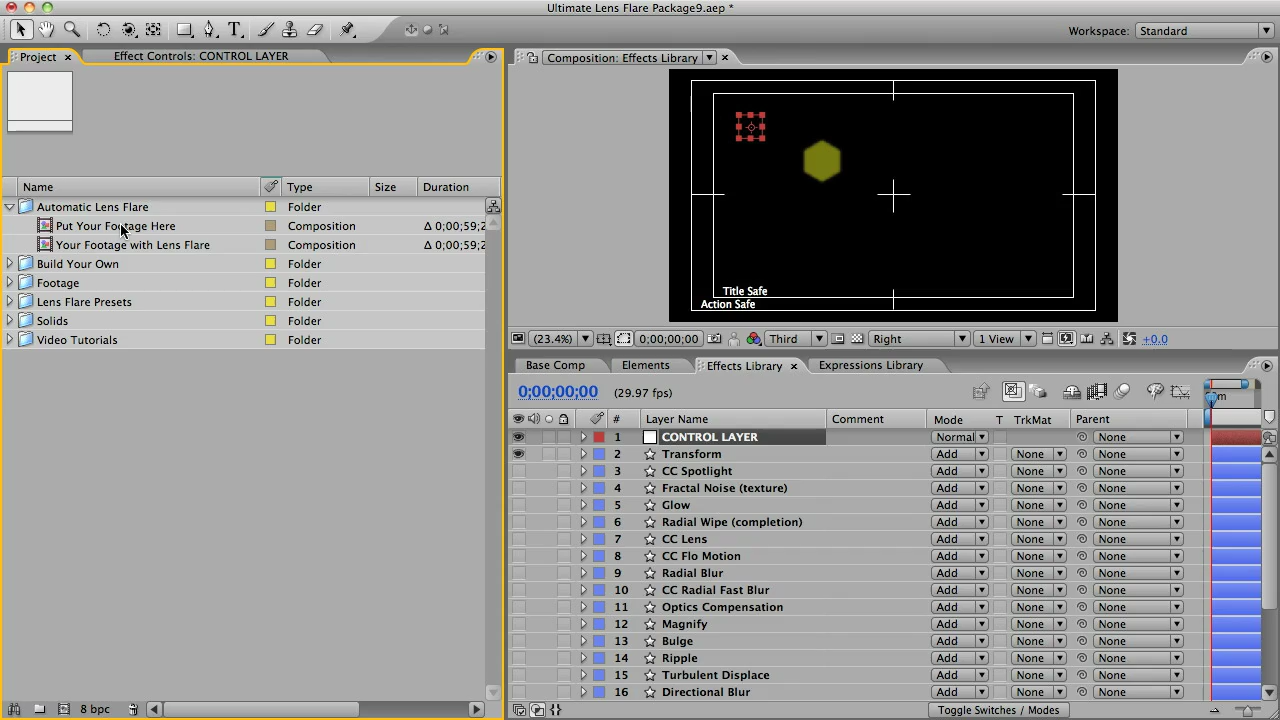 Ultimate Lens Flare Package9.aep *
Workspace: Standard
Project × Effect Controls: CONTROL LAYER
Composition: Effects Library ×
Name Type Size Duration
Automatic Lens Flare Folder
Put Your Footage Here Composition Δ 0;00;59;2
Your Footage with Lens Flare Composition Δ 0;00;59;2
Build Your Own Folder
Footage Folder
Lens Flare Presets Folder
Solids Folder
Video Tutorials Folder
8 bpc
Title Safe
Action Safe
(23.4%) 0;00;00;00 Third Right 1 View +0.0
Base Comp Elements Effects Library × Expressions Library
0;00;00;00 (29.97 fps)
# Layer Name Comment Mode T TrkMat Parent
1 CONTROL LAYER Normal None
2 Transform Add None None
3 CC Spotlight Add None None
4 Fractal Noise (texture) Add None None
5 Glow Add None None
6 Radial Wipe (completion) Add None None
7 CC Lens Add None None
8 CC Flo Motion Add None None
9 Radial Blur Add None None
10 CC Radial Fast Blur Add None None
11 Optics Compensation Add None None
12 Magnify Add None None
13 Bulge Add None None
14 Ripple Add None None
15 Turbulent Displace Add None None
16 Directional Blur Add None None
Toggle Switches / Modes